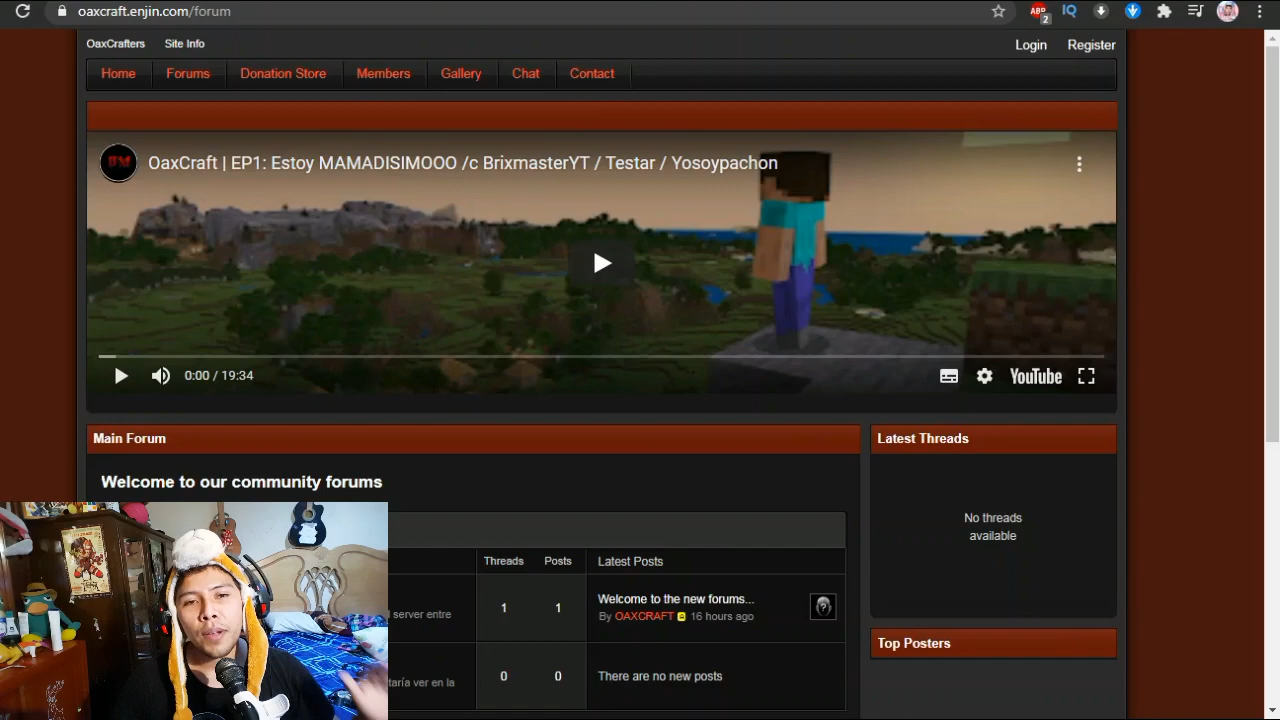 oaxcraft.enjin.com/forum
ABP
2
OaxCrafters Site Info Login Register
Home Forums Donation Store Members Gallery Chat Contact
OaxCraft | EP1: Estoy MAMADISIMOOO /c BrixmasterYT / Testar / Yosoypachon
0:00 / 19:34
YouTube
Main Forum
Latest Threads
Welcome to our community forums
No threads
available
Threads Posts Latest Posts
l server entre
1 1
Welcome to the new forums...
By OAXCRAFT 16 hours ago
Top Posters
taría ver en la
0 0 There are no new posts